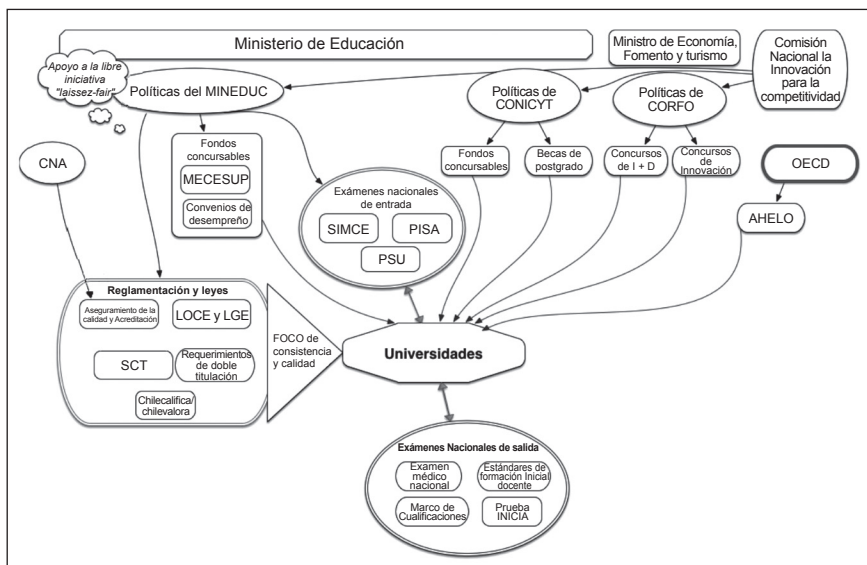 Ministerio de Educación
Ministro de Economía,
Fomento y turismo
Comisión
Nacional la
Innovación
para la
competitividad
Apoyo a la libre
iniciativa
"laissez-fair"
Políticas del MINEDUC
Políticas de
CONICYT
Políticas de
CORFO
CNA
Fondos
concursables
MECESUP
Convenios de
desempreño
Exámenes nacionales
de entrada
SIMCE
PISA
PSU
Fondos
concursables
Becas de
postgrado
Concursos
de I + D
Concursos
de
Innovación
OECD
AHELO
Reglamentación y leyes
Aseguramiento de la
calidad y Acreditación
LOCE y LGE
SCT
Requerimientos
de doble
titulación
Chilecalifica/
chilevalora
FOCO de
consistencia
y calidad
Universidades
Exámenes Nacionales de salida
Examen
médico
nacional
Estándares de
formación Inicial
docente
Marco de
Cualificaciones
Prueba
INICIA